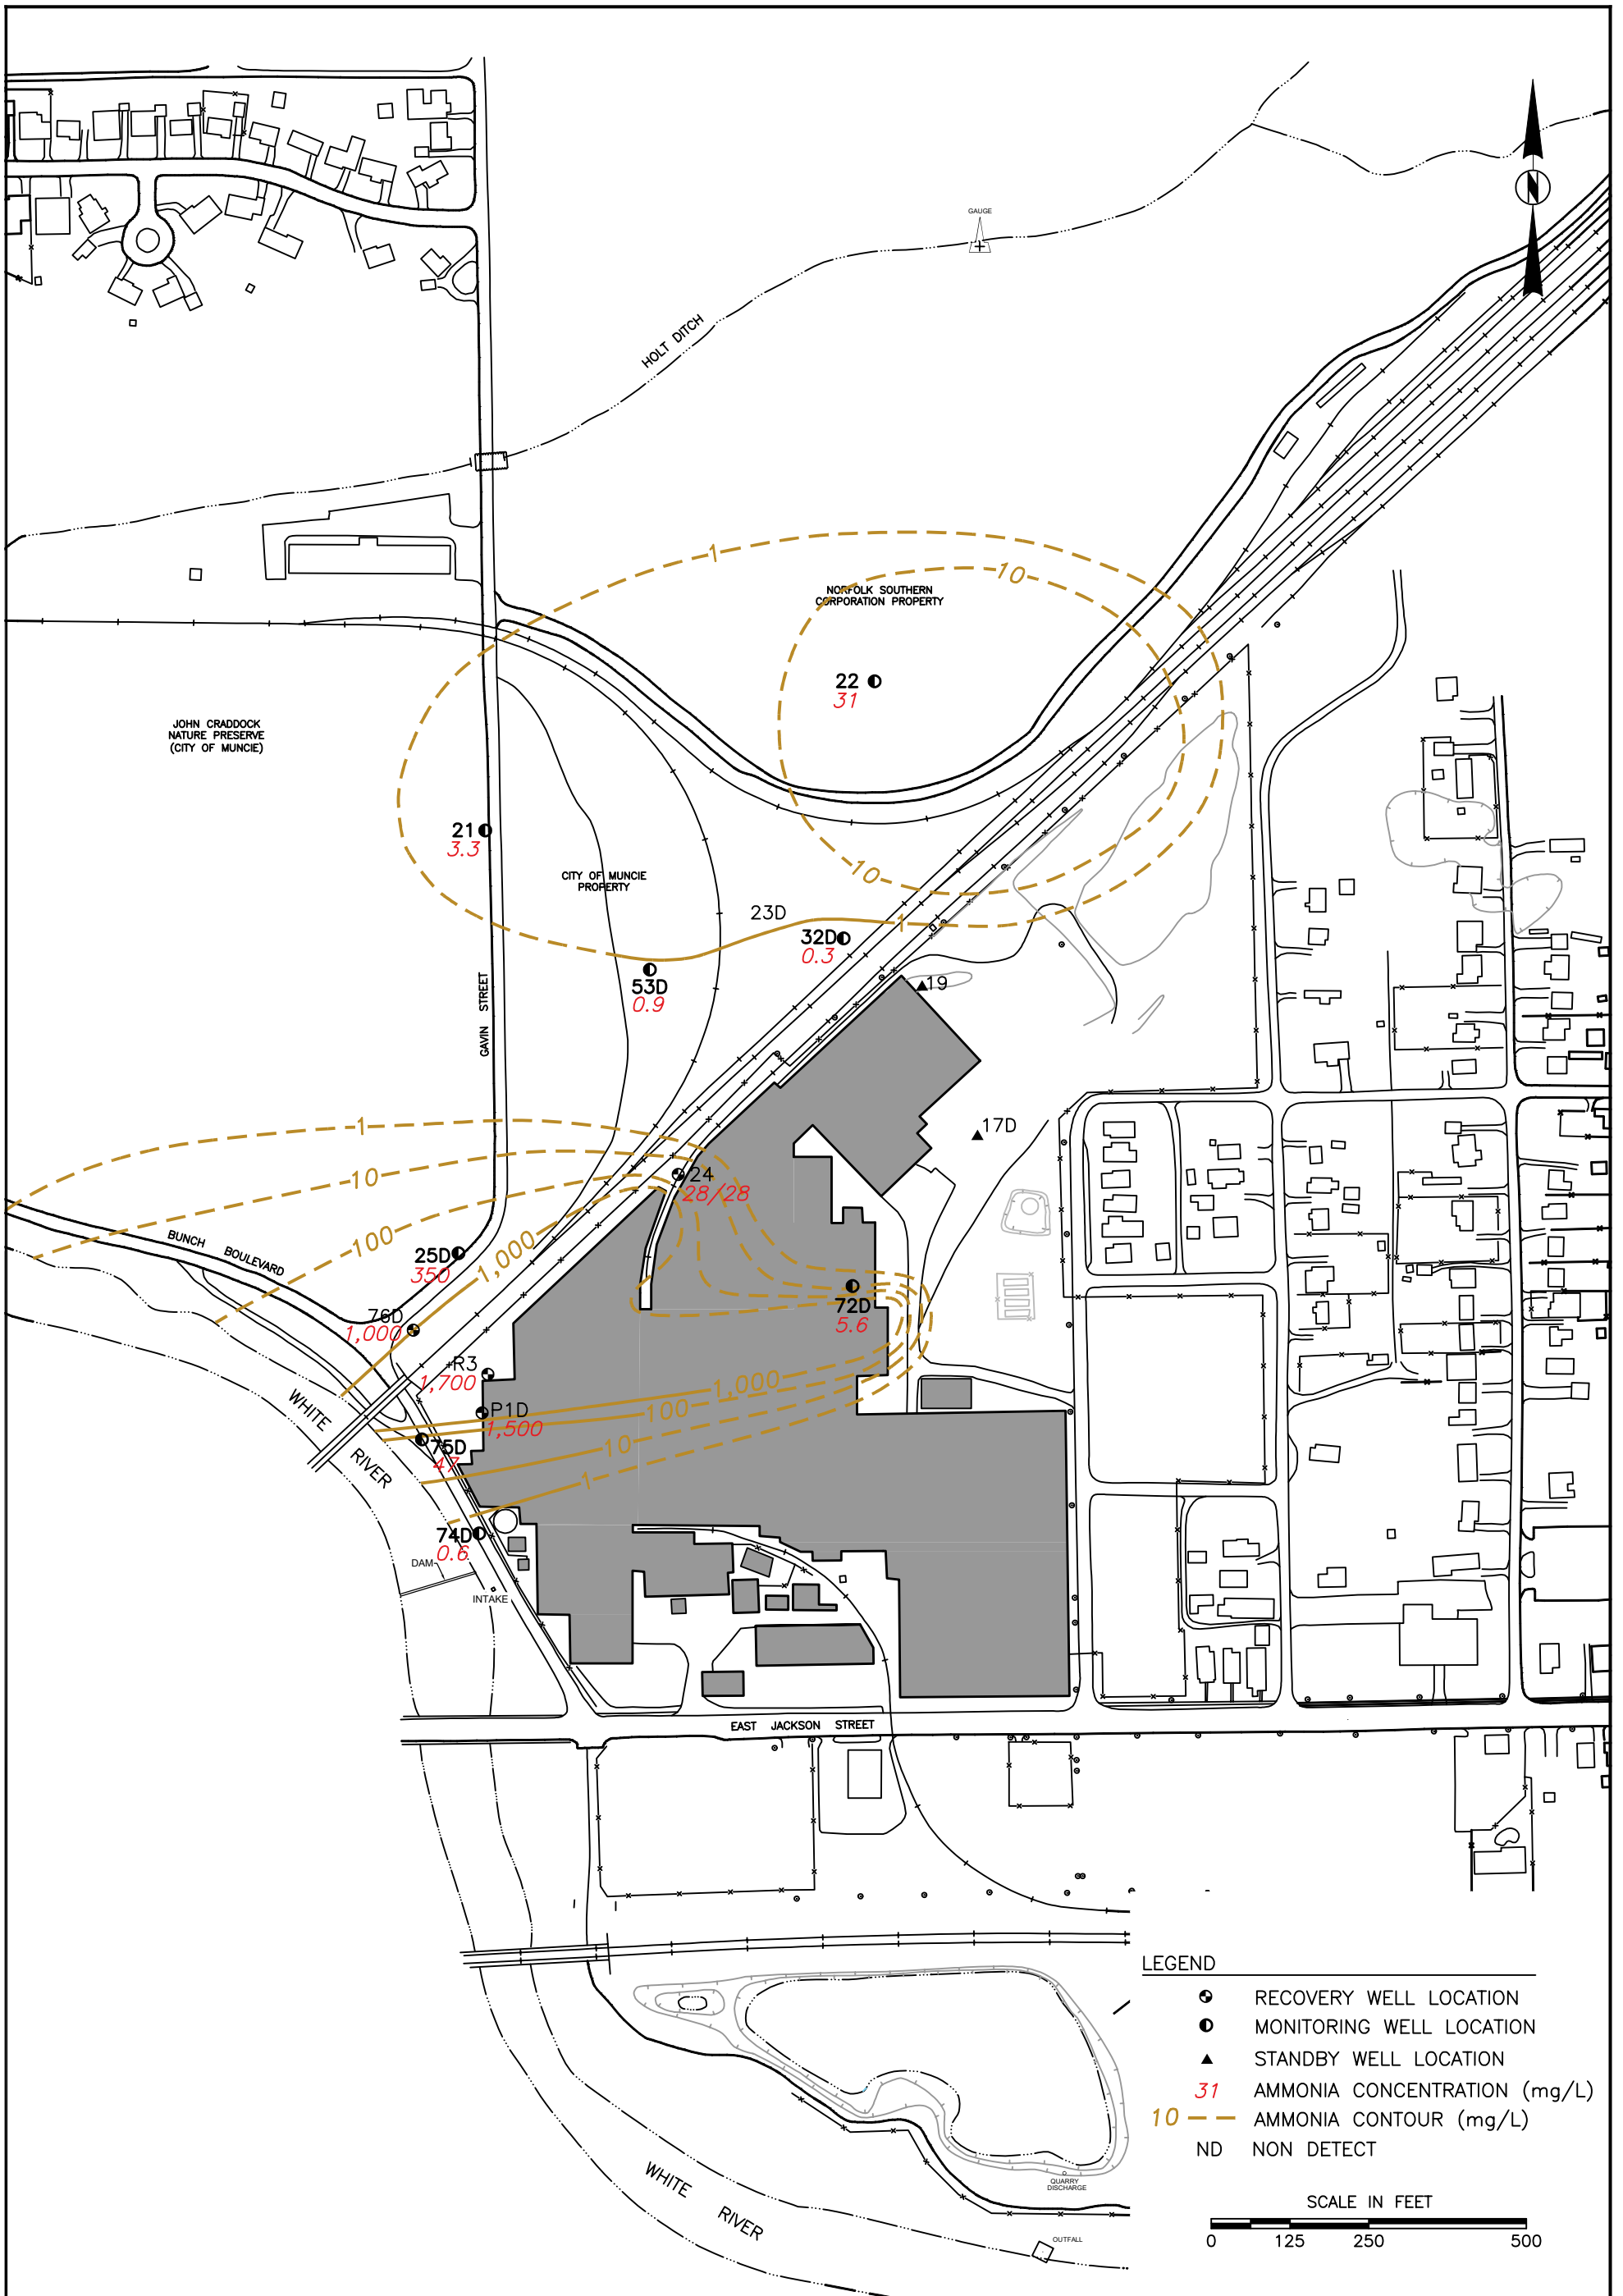 GAUGE
HOLT DITCH
1
10
NORFOLK SOUTHERN
CORPORATION PROPERTY
22
31
JOHN CRADDOCK
NATURE PRESERVE
(CITY OF MUNCIE)
21
3.3
CITY OF MUNCIE
PROPERTY
10
23D
1
32D
0.3
53D
0.9
19
GAVIN STREET
1
17D
10
24
28/28
100
1,000
BUNCH BOULEVARD
25D
350
76D
1,000
72D
5.6
R3
1,700
1,000
P1D
1,500
100
10
1
WHITE RIVER
75D
47
74D
0.6
DAM
INTAKE
EAST JACKSON STREET
LEGEND
RECOVERY WELL LOCATION
MONITORING WELL LOCATION
STANDBY WELL LOCATION
31 AMMONIA CONCENTRATION (mg/L)
10 AMMONIA CONTOUR (mg/L)
ND NON DETECT
QUARRY
DISCHARGE
WHITE RIVER
OUTFALL
SCALE IN FEET
0 125 250 500
N